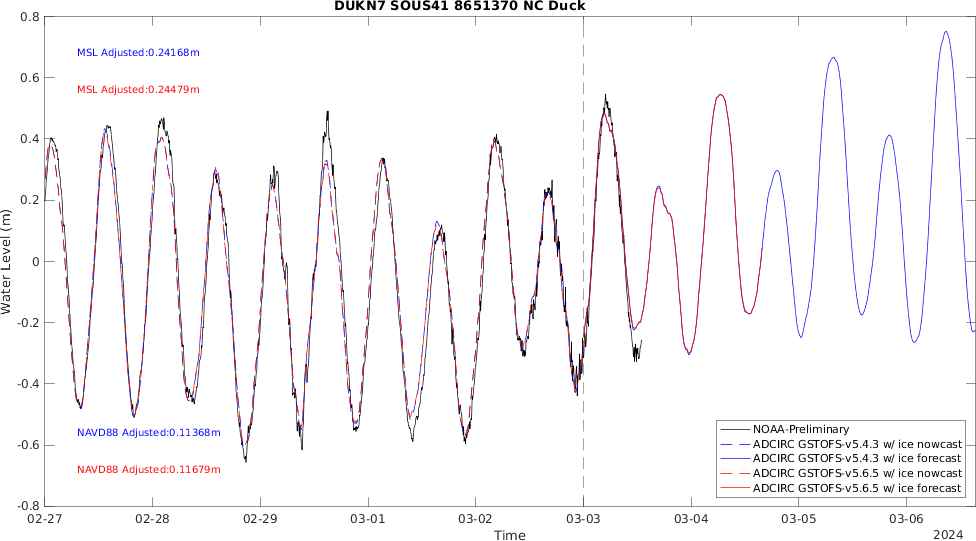 DUKN7 SOUS41 8651370 NC Duck
0.8
0.6
0.4
0.2
0
-0.2
-0.4
-0.6
-0.8
Water Level (m)
MSL Adjusted:0.24168m
MSL Adjusted:0.24479m
NAVD88 Adjusted:0.11368m
NAVD88 Adjusted:0.11679m
NOAA-Preliminary
ADCIRC GSTOFS-v5.4.3 w/ ice nowcast
ADCIRC GSTOFS-v5.4.3 w/ ice forecast
ADCIRC GSTOFS-v5.6.5 w/ ice nowcast
ADCIRC GSTOFS-v5.6.5 w/ ice forecast
02-27 02-28 02-29 03-01 03-02 03-03 03-04 03-05 03-06
Time
2024